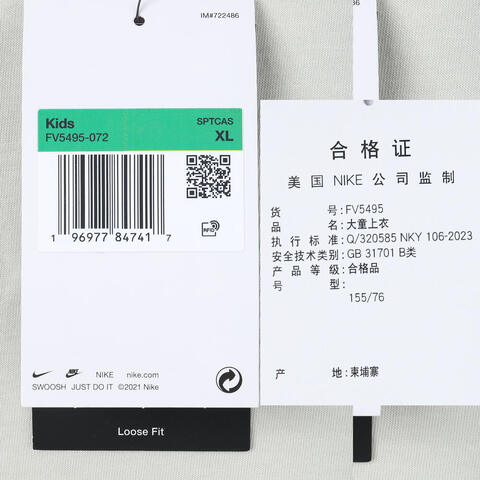 IM#722486
86
Kids
FV5495-072
SPTCAS
XL
1 96977 84741 7
RFID
NIKE nike.com
SWOOSH JUST DO IT ©2021 Nike
Loose Fit
合格证
美国 NIKE 公司监制
货号:FV5495
品名:大童上衣
执行标准:Q/320585 NKY 106-2023
安全技术类别:GB 31701 B类
产品等级:合格品
号型:
155/76
产地:柬埔寨